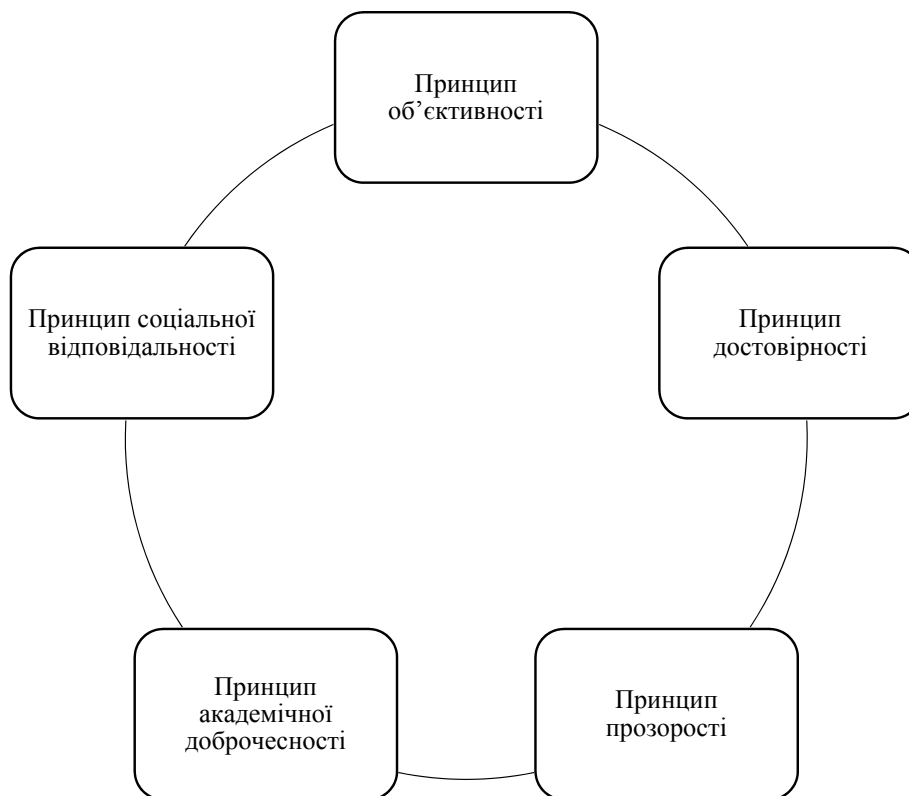 Принцип
об’єктивності
Принцип
достовірності
Принцип
прозорості
Принцип
академічної
доброчесності
Принцип соціальної
відповідальності